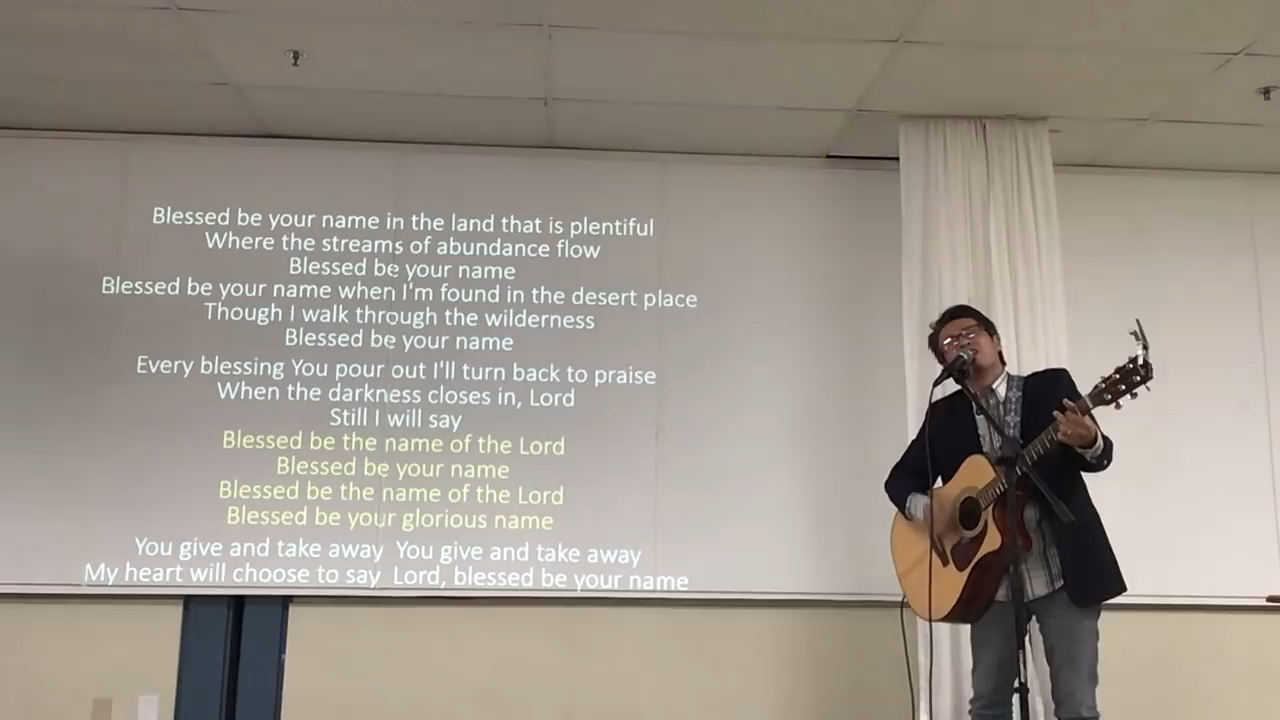 Blessed be your name in the land that is plentiful
Where the streams of abundance flow
Blessed be your name
Blessed be your name when I'm found in the desert place
Though I walk through the wilderness
Blessed be your name
Every blessing You pour out I'll turn back to praise
When the darkness closes in, Lord
Still I will say
Blessed be the name of the Lord
Blessed be your name
Blessed be the name of the Lord
Blessed be your glorious name
You give and take away You give and take away
My heart will choose to say Lord, blessed be your name